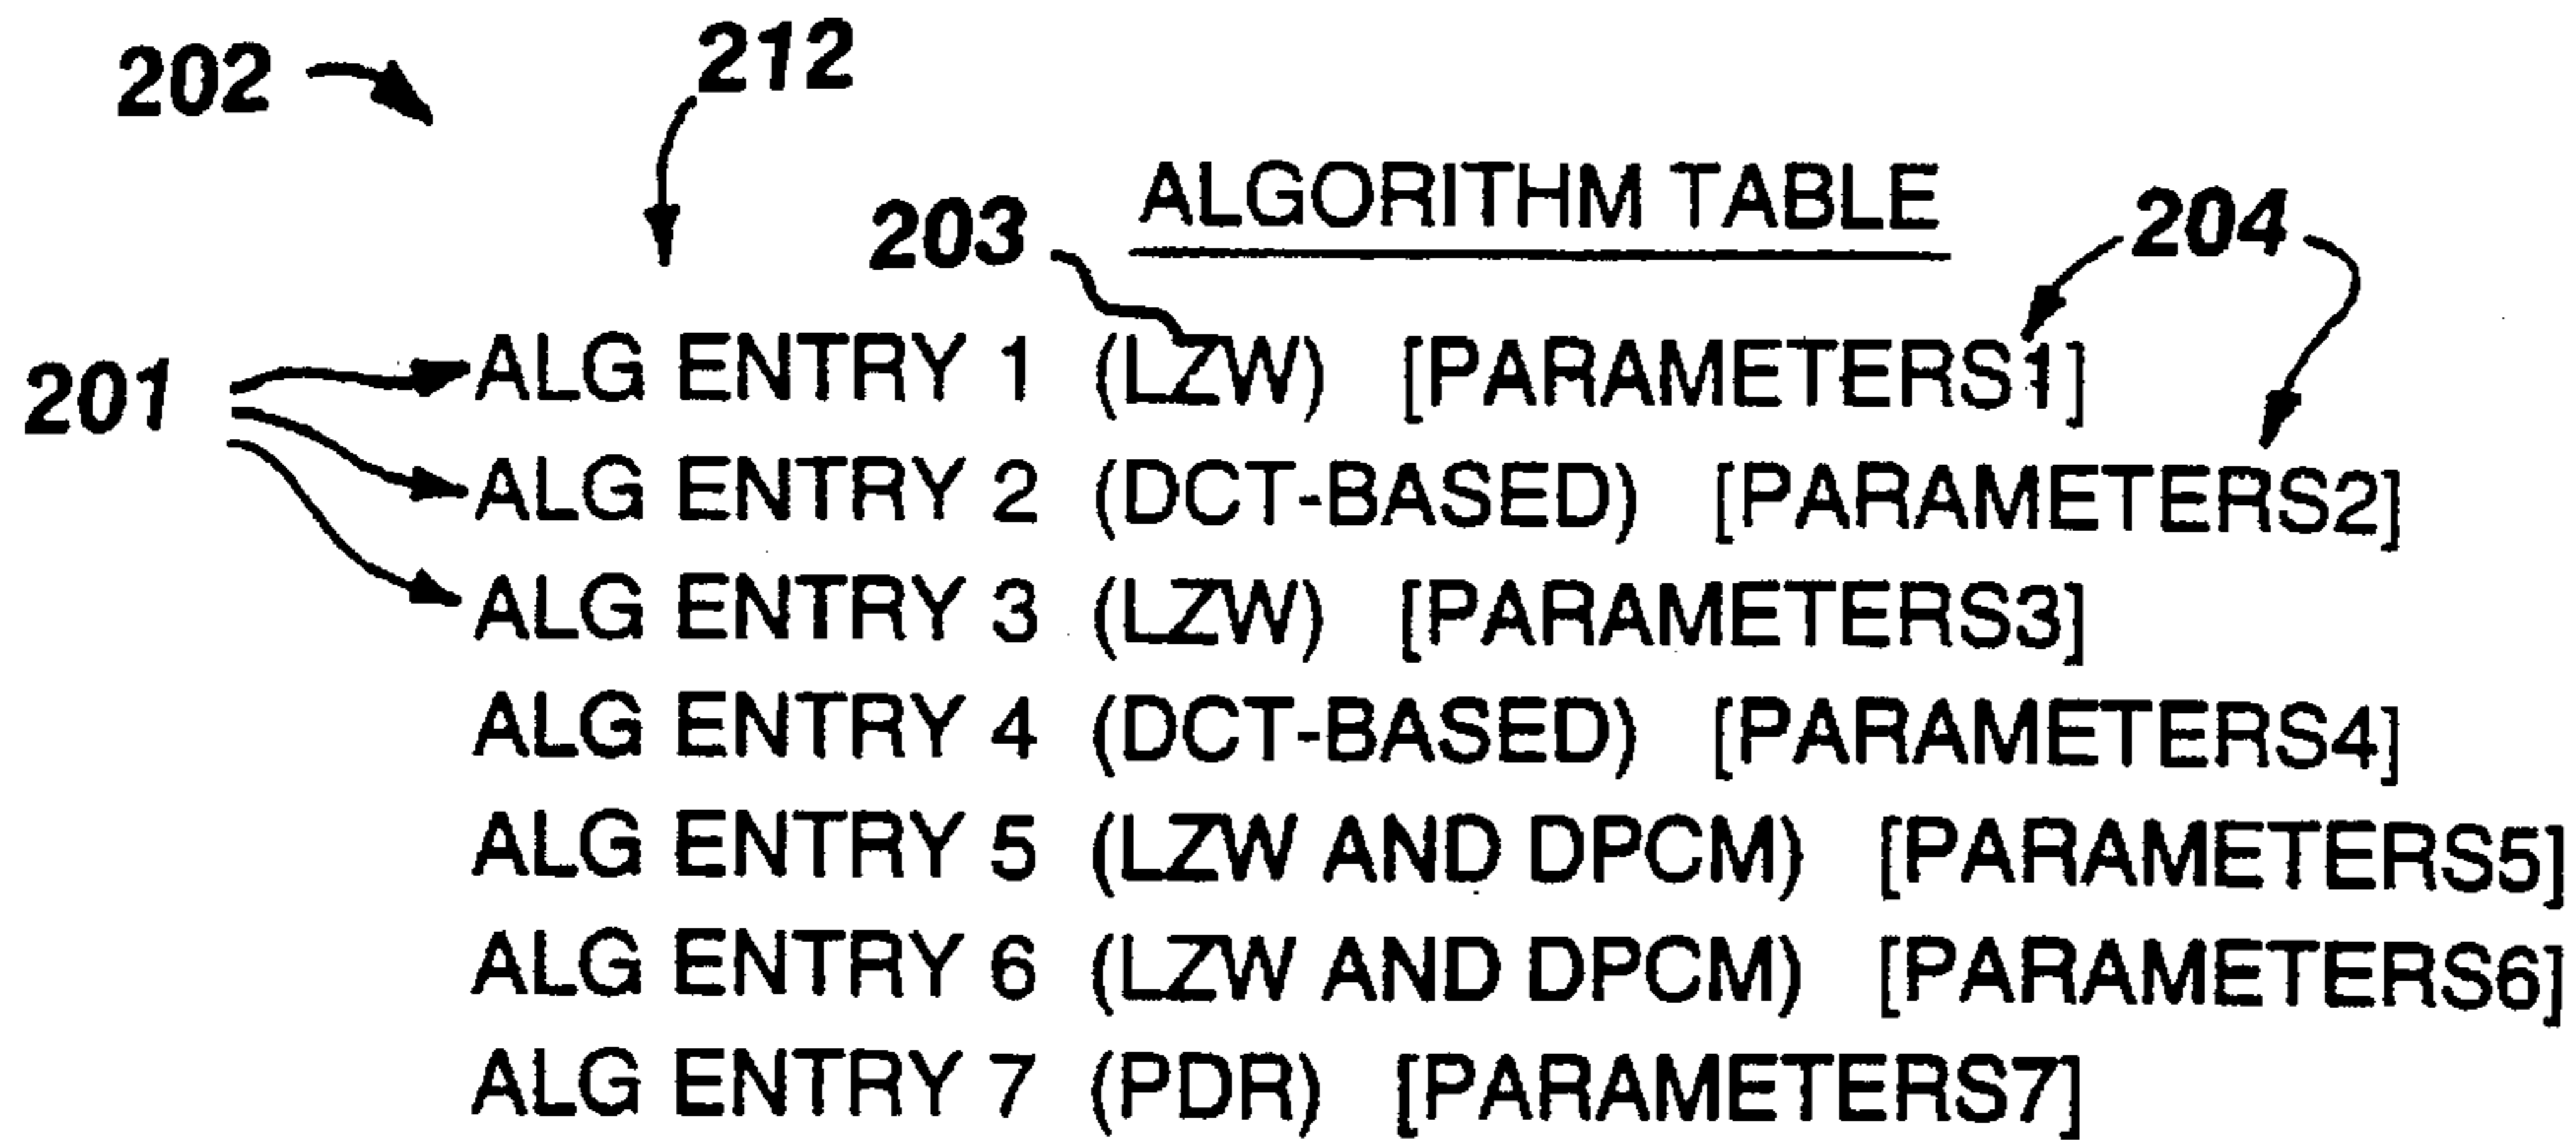 202
212
ALGORITHM TABLE
203
204
201
ALG ENTRY 1 (LZW) [PARAMETERS1]
ALG ENTRY 2 (DCT-BASED) [PARAMETERS2]
ALG ENTRY 3 (LZW) [PARAMETERS3]
ALG ENTRY 4 (DCT-BASED) [PARAMETERS4]
ALG ENTRY 5 (LZW AND DPCM) [PARAMETERS5]
ALG ENTRY 6 (LZW AND DPCM) [PARAMETERS6]
ALG ENTRY 7 (PDR) [PARAMETERS7]